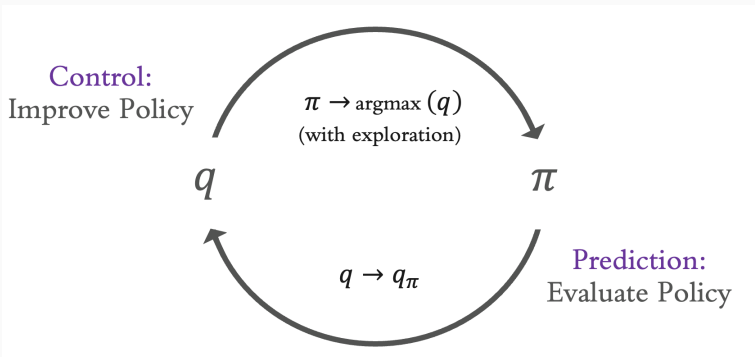 Control:
Improve Policy
π → argmax (q)
(with exploration)
q
π
q → qπ
Prediction:
Evaluate Policy